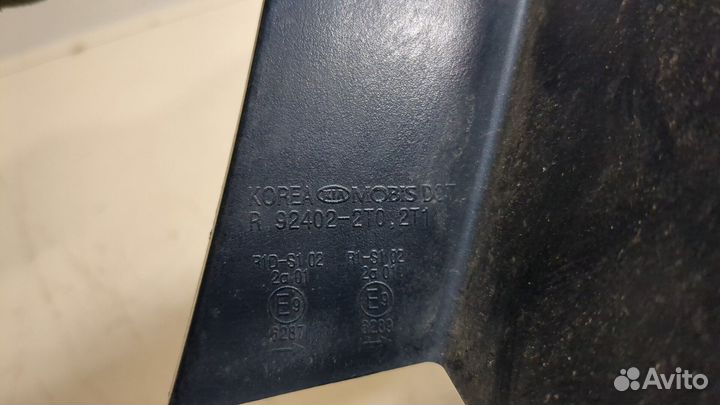 KOREA KIA MOBIS DOT
R 92402-2T0.2T1
R1D-S1,02 R1-S1,02
2a 01 2a 01
E9 E9
6287
Avito